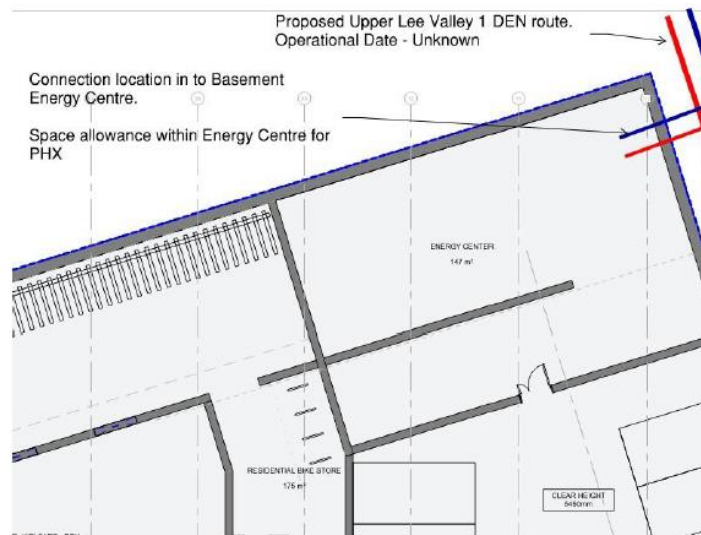 Proposed Upper Lee Valley 1 DEN route.
Operational Date - Unknown
Connection location in to Basement
Energy Centre.
Space allowance within Energy Centre for
PHX
ENERGY CENTER
147 m²
RESIDENTIAL BIKE STORE
175 m²
CLEAR HEIGHT